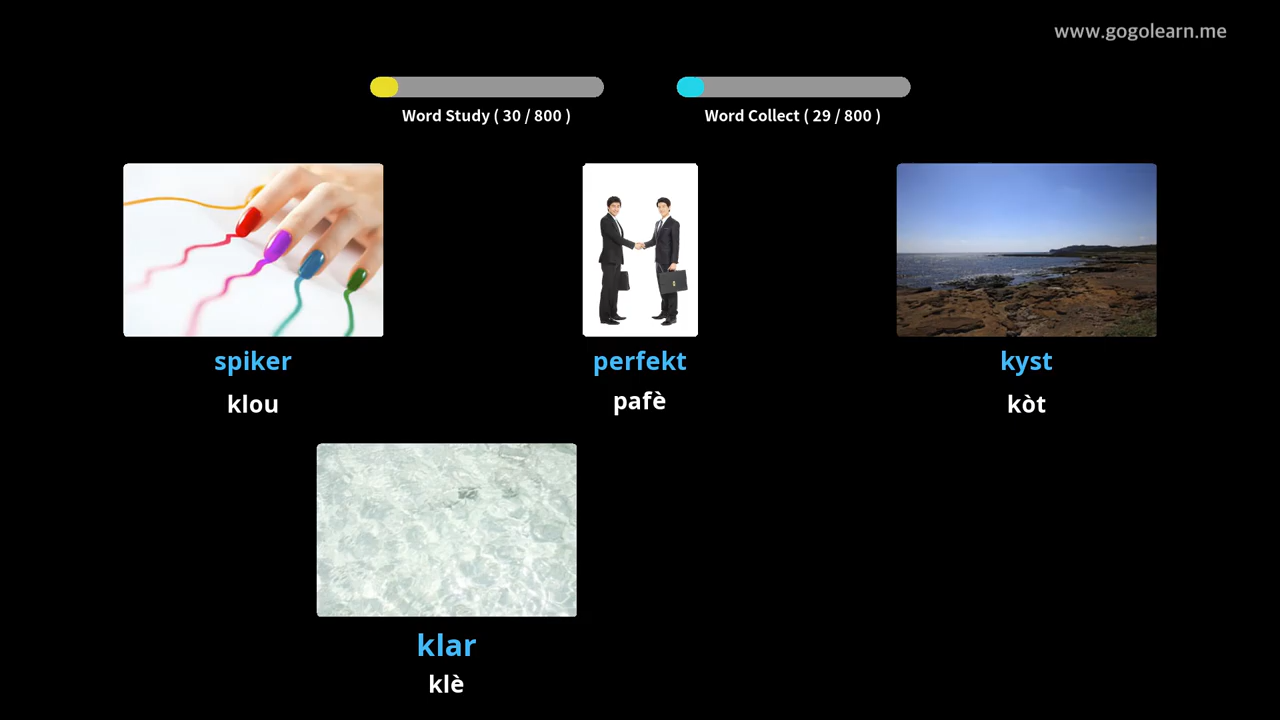 www.gogolearn.me
Word Study ( 30 / 800 )
Word Collect ( 29 / 800 )
spiker
klou
perfekt
pafè
kyst
kòt
klar
klè